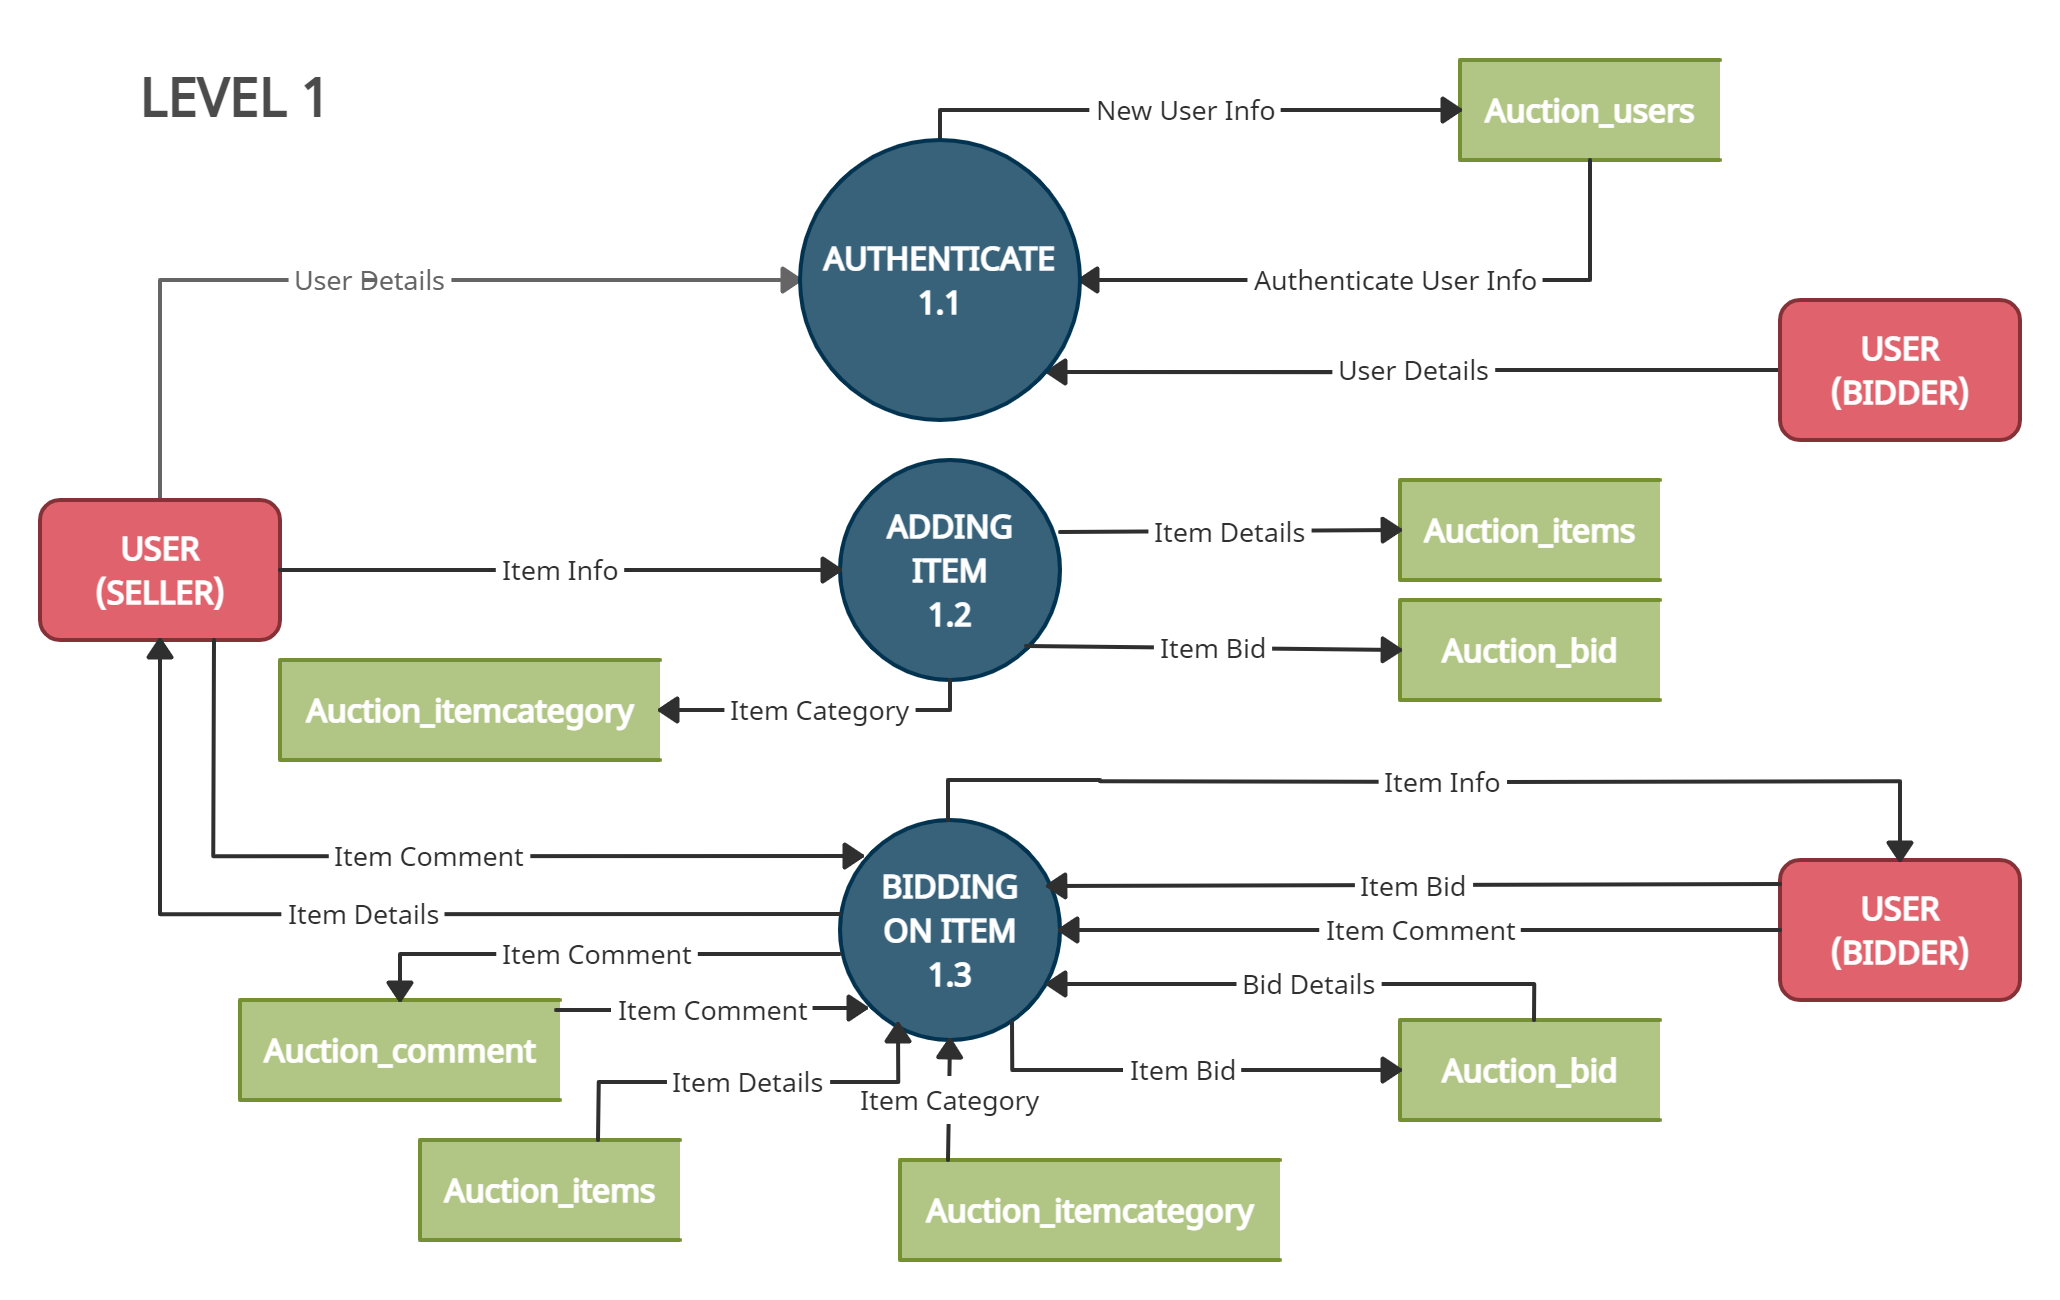 LEVEL 1
New User Info
Auction_users
AUTHENTICATE
1.1
User Details
Authenticate User Info
User Details
USER
(BIDDER)
USER
(SELLER)
Item Info
ADDING
ITEM
1.2
Item Details
Auction_items
Item Bid
Auction_bid
Auction_itemcategory
Item Category
Item Info
Item Comment
Item Details
BIDDING
ON ITEM
1.3
Item Bid
Item Comment
USER
(BIDDER)
Item Comment
Item Comment
Auction_comment
Bid Details
Item Bid
Auction_bid
Item Details
Item Category
Auction_items
Auction_itemcategory